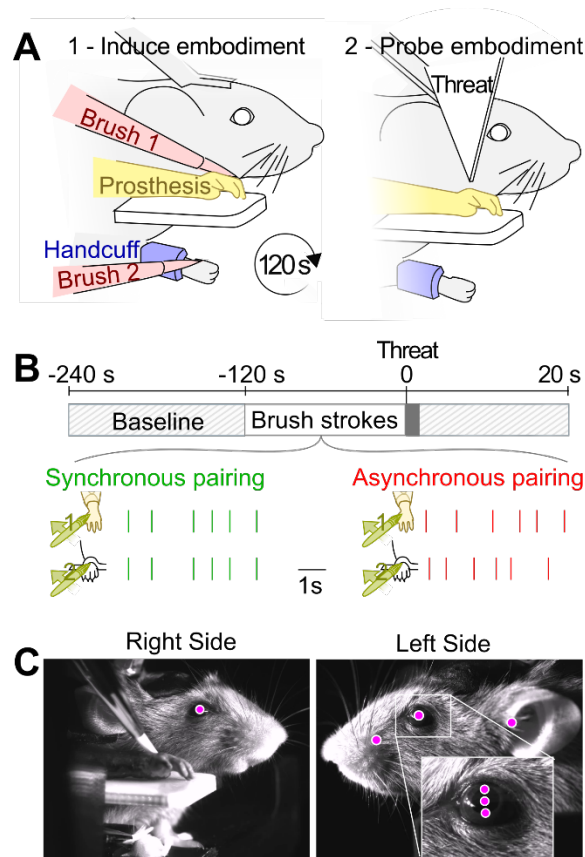 A
1 - Induce embodiment
2 - Probe embodiment
Threat
Brush 1
Prosthesis
Handcuff
Brush 2
120 s
B
Threat
-240 s
-120 s
0
20 s
Baseline
Brush strokes
Synchronous pairing
Asynchronous pairing
1
1
2
2
1s
C
Right Side
Left Side